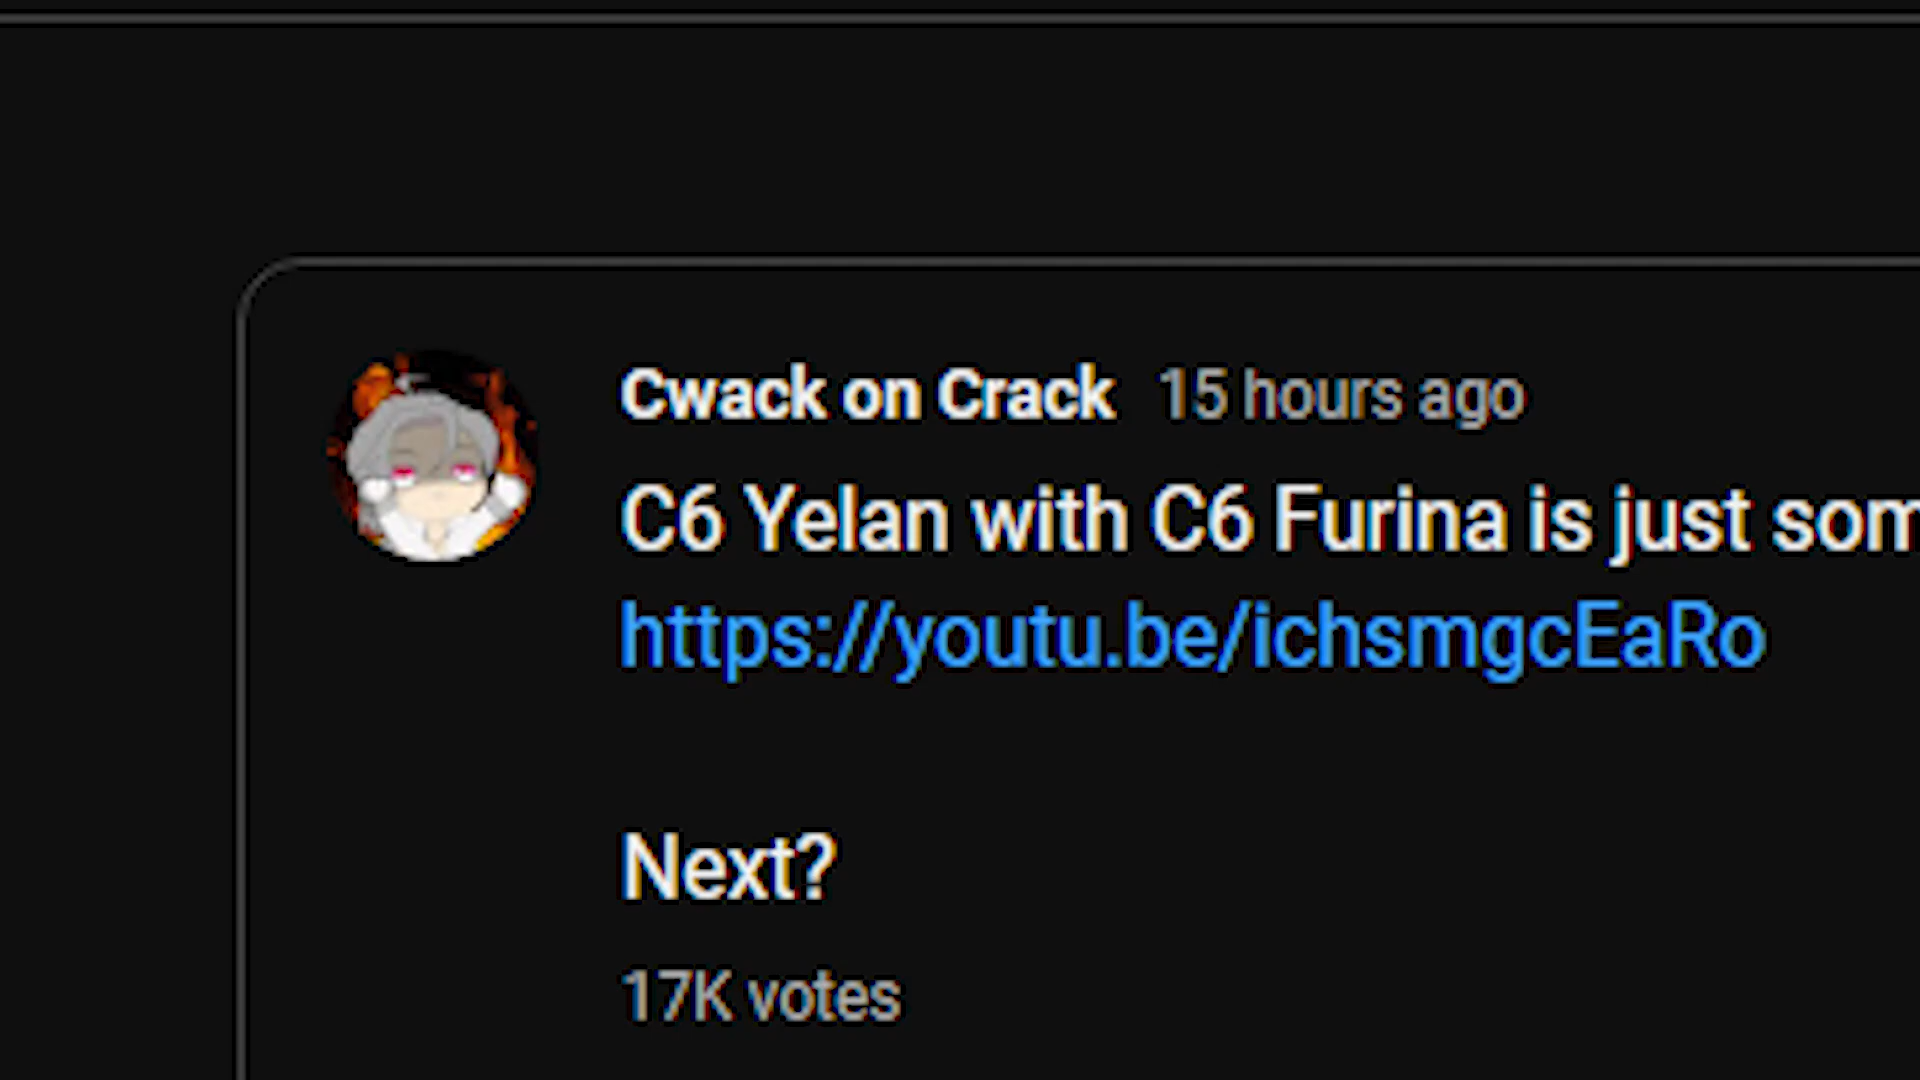 Cwack on Crack 15 hours ago
C6 Yelan with C6 Furina is just
https://youtu.be/ichsmgcEaRo
Next?
17K votes